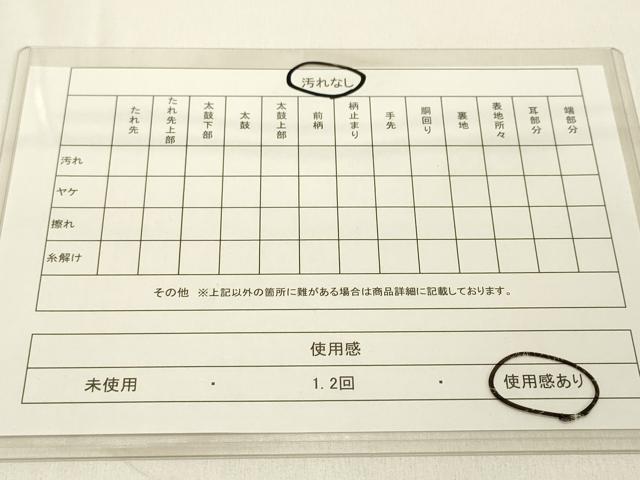 汚れなし
たれ先 たれ先上部 太鼓下部 太鼓 太鼓上部 前柄 柄止まり 手先 胴回り 裏地 表地所々 耳部分 端部分
汚れ
ヤケ
擦れ
糸解け
その他 ※上記以外の箇所に難がある場合は商品詳細に記載しております。
使用感
未使用 ・ 1.2回 ・ 使用感あり